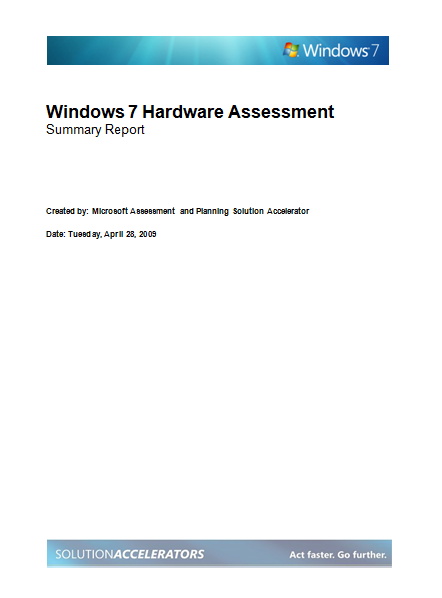 Windows 7
Windows 7 Hardware Assessment
Summary Report
Created by: Microsoft Assessment and Planning Solution Accelerator
Date: Tuesday, April 28, 2009
SOLUTIONACCELERATORS Act faster. Go further.